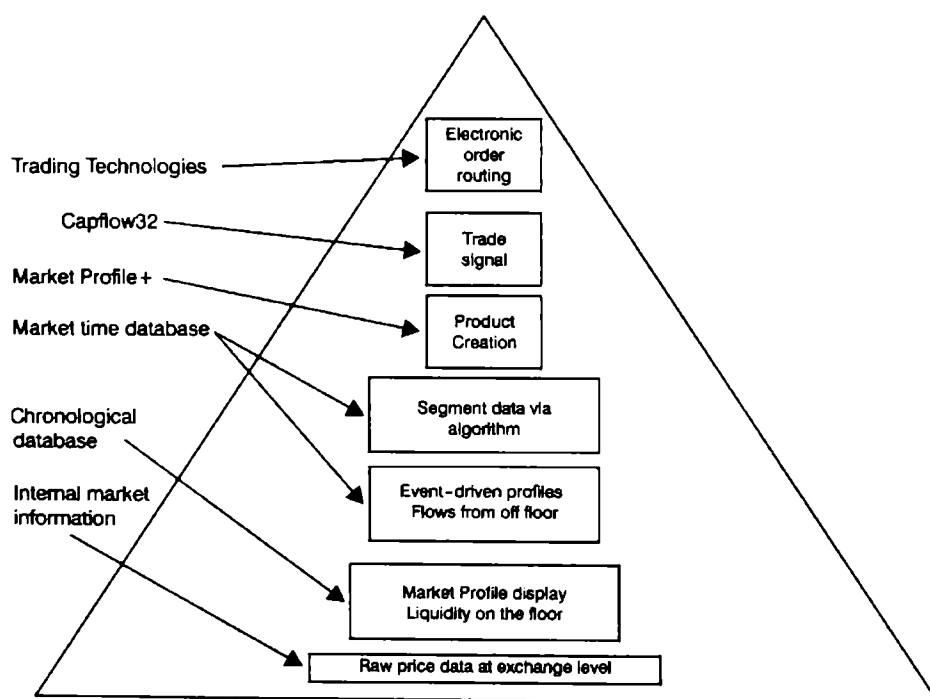 Electronic
order
routing
Trading Technologies
Capflow32
Trade
signal
Market Profile+
Product
Creation
Market time database
Segment data via
algorithm
Chronological
database
Event-driven profiles
Flows from off floor
Internal market
information
Market Profile display
Liquidity on the floor
Raw price data at exchange level